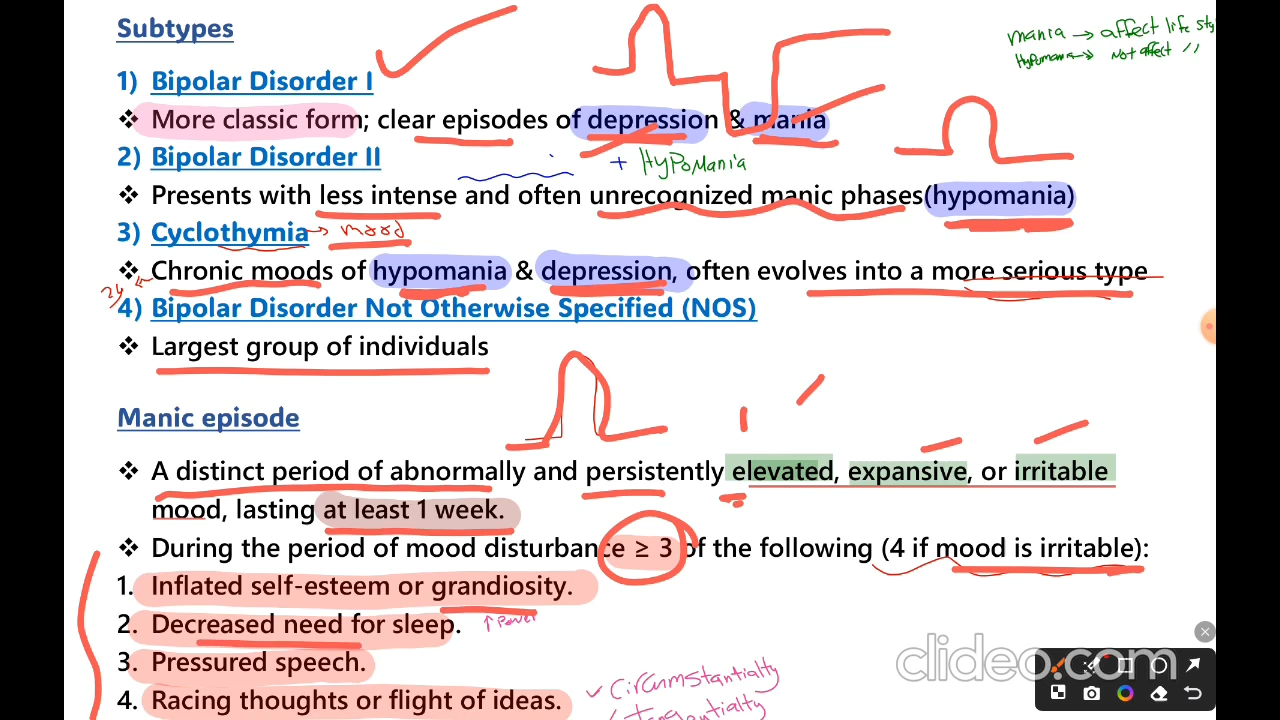 Subtypes
mania → affect life sty
Hypomania → Not affect ،،
1) Bipolar Disorder I
❖ More classic form; clear episodes of depression & mania
2) Bipolar Disorder II
+ Hypomania
❖ Presents with less intense and often unrecognized manic phases(hypomania)
3) Cyclothymia → mood
❖ Chronic moods of hypomania & depression, often evolves into a more serious type
4) Bipolar Disorder Not Otherwise Specified (NOS)
❖ Largest group of individuals
Manic episode
❖ A distinct period of abnormally and persistently elevated, expansive, or irritable
mood, lasting at least 1 week.
❖ During the period of mood disturbance ≥ 3 of the following (4 if mood is irritable):
1. Inflated self-esteem or grandiosity.
2. Decreased need for sleep. ↑ Power
3. Pressured speech.
4. Racing thoughts or flight of ideas.
✓ Circumstantialty
✓ Tangentialty
clideo.com